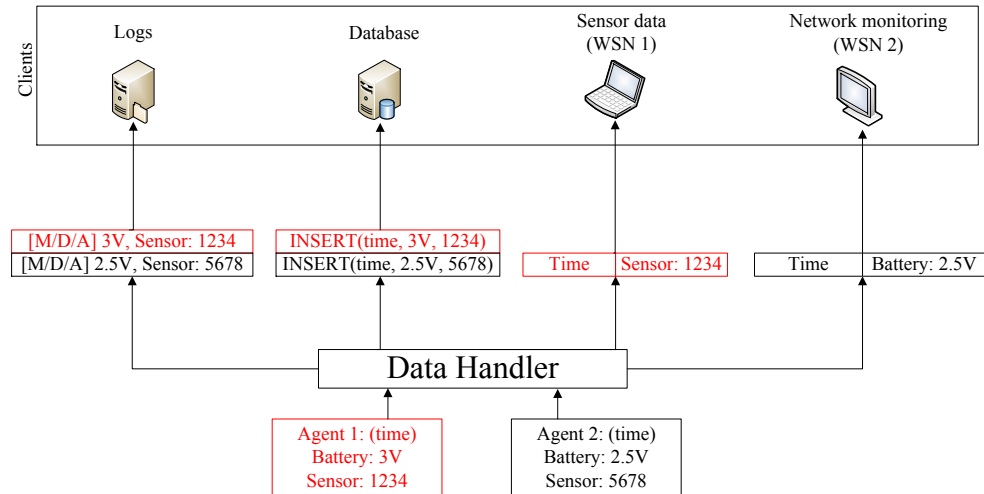 Clients
Logs
Database
Sensor data
(WSN 1)
Network monitoring
(WSN 2)
[M/D/A] 3V, Sensor: 1234
[M/D/A] 2.5V, Sensor: 5678
INSERT(time, 3V, 1234)
INSERT(time, 2.5V, 5678)
Time Sensor: 1234
Time Battery: 2.5V
Data Handler
Agent 1: (time)
Battery: 3V
Sensor: 1234
Agent 2: (time)
Battery: 2.5V
Sensor: 5678